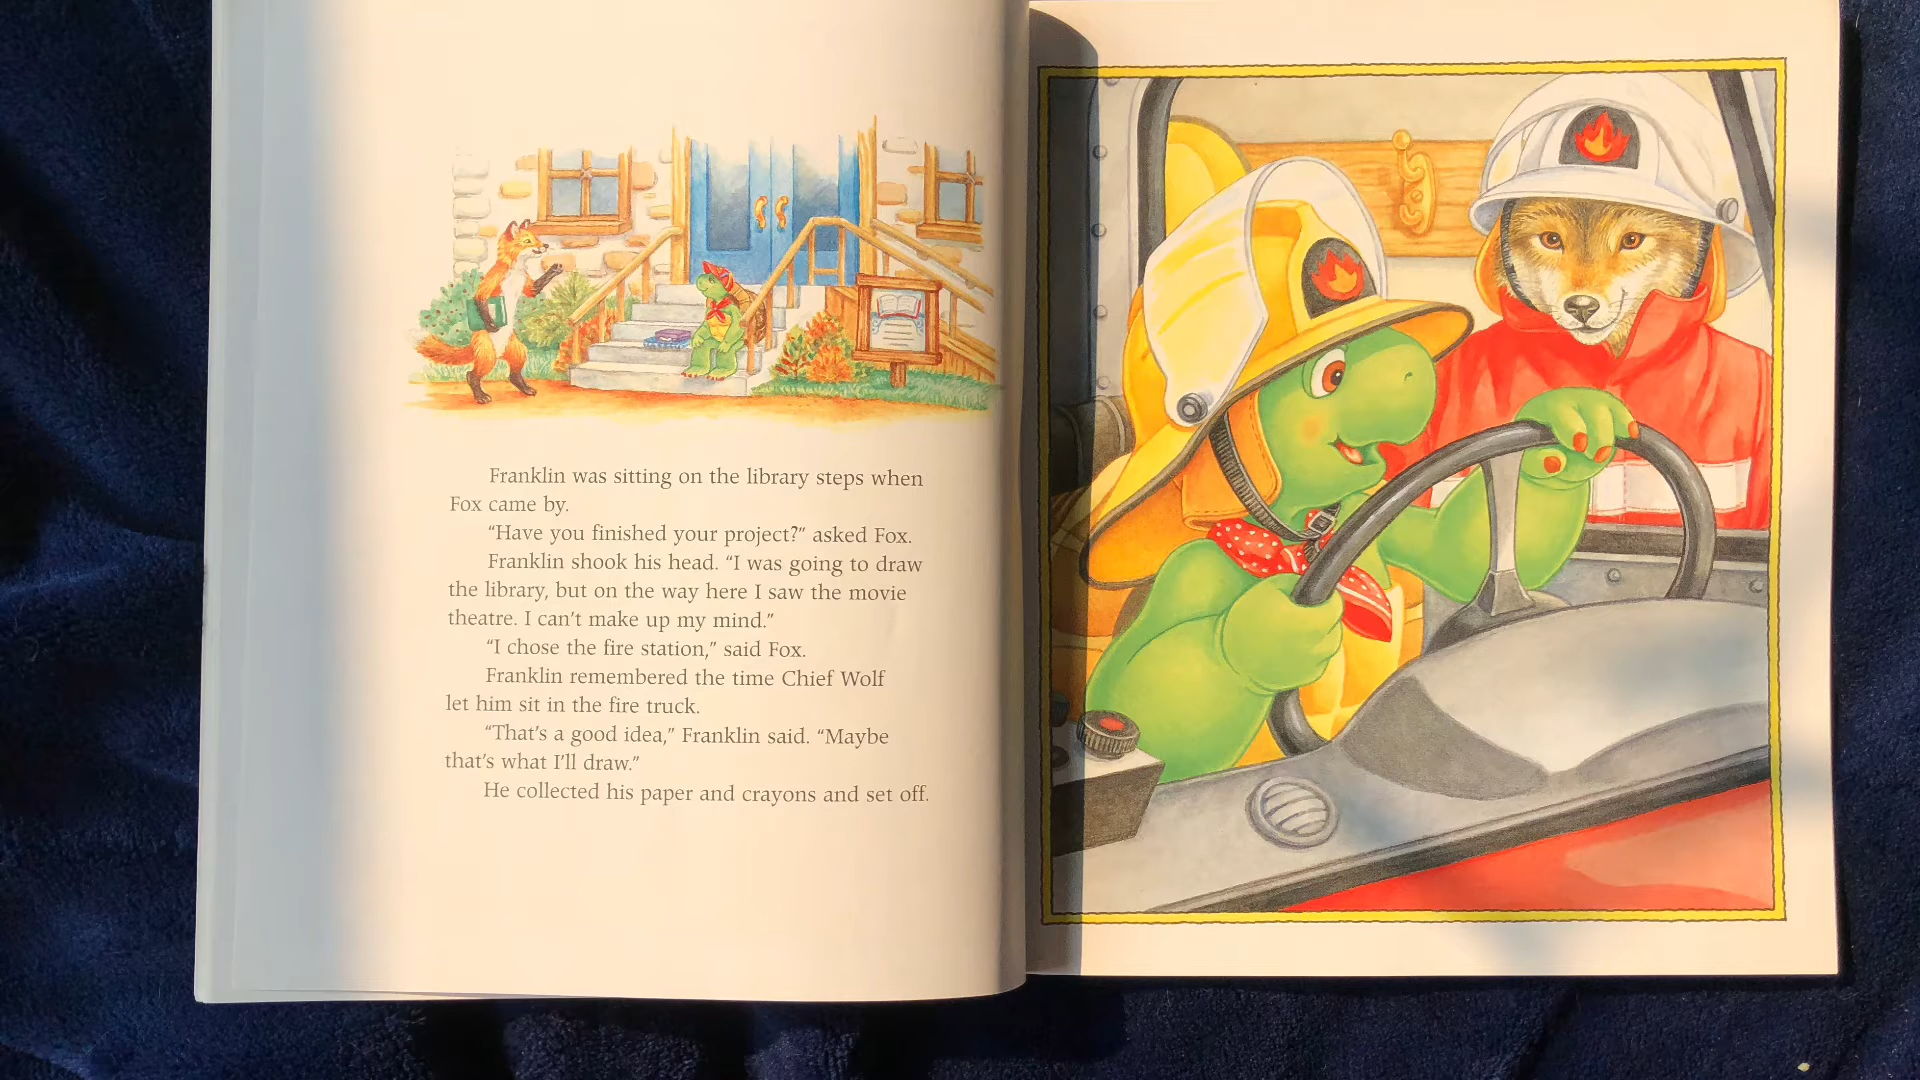 Franklin was sitting on the library steps when
Fox came by.
“Have you finished your project?” asked Fox.
Franklin shook his head. “I was going to draw
the library, but on the way here I saw the movie
theatre. I can’t make up my mind.”
“I chose the fire station,” said Fox.
Franklin remembered the time Chief Wolf
let him sit in the fire truck.
“That’s a good idea,” Franklin said. “Maybe
that’s what I’ll draw.”
He collected his paper and crayons and set off.